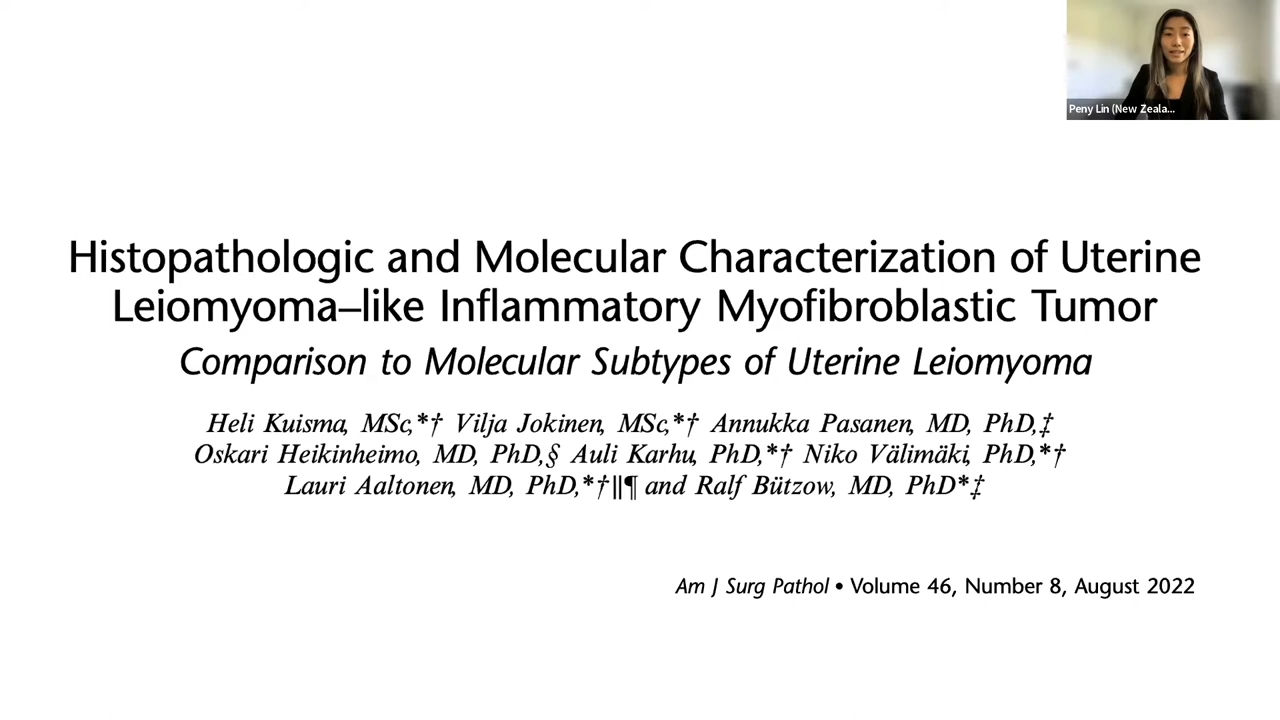 Peny Lin (New Zeala...
Histopathologic and Molecular Characterization of Uterine
Leiomyoma–like Inflammatory Myofibroblastic Tumor
Comparison to Molecular Subtypes of Uterine Leiomyoma
Heli Kuisma, MSc,*† Vilja Jokinen, MSc,*† Annukka Pasanen, MD, PhD,‡
Oskari Heikinheimo, MD, PhD,§ Auli Karhu, PhD,*† Niko Välimäki, PhD,*†
Lauri Aaltonen, MD, PhD,*†‖¶ and Ralf Bützow, MD, PhD*‡
Am J Surg Pathol • Volume 46, Number 8, August 2022